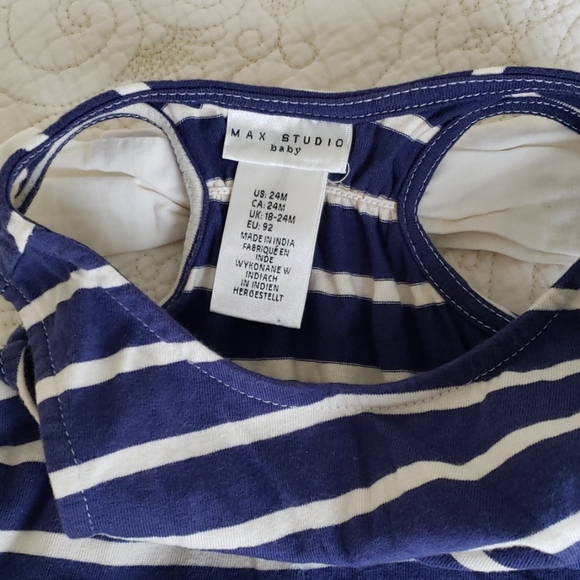 MAX STUDIO
baby
US: 24M
CA: 24M
UK: 18-24M
EU: 92
MADE IN INDIA
FABRIQUÉ EN
INDE
WYKONANE W
INDIACH
IN INDIEN
HERGESTELLT